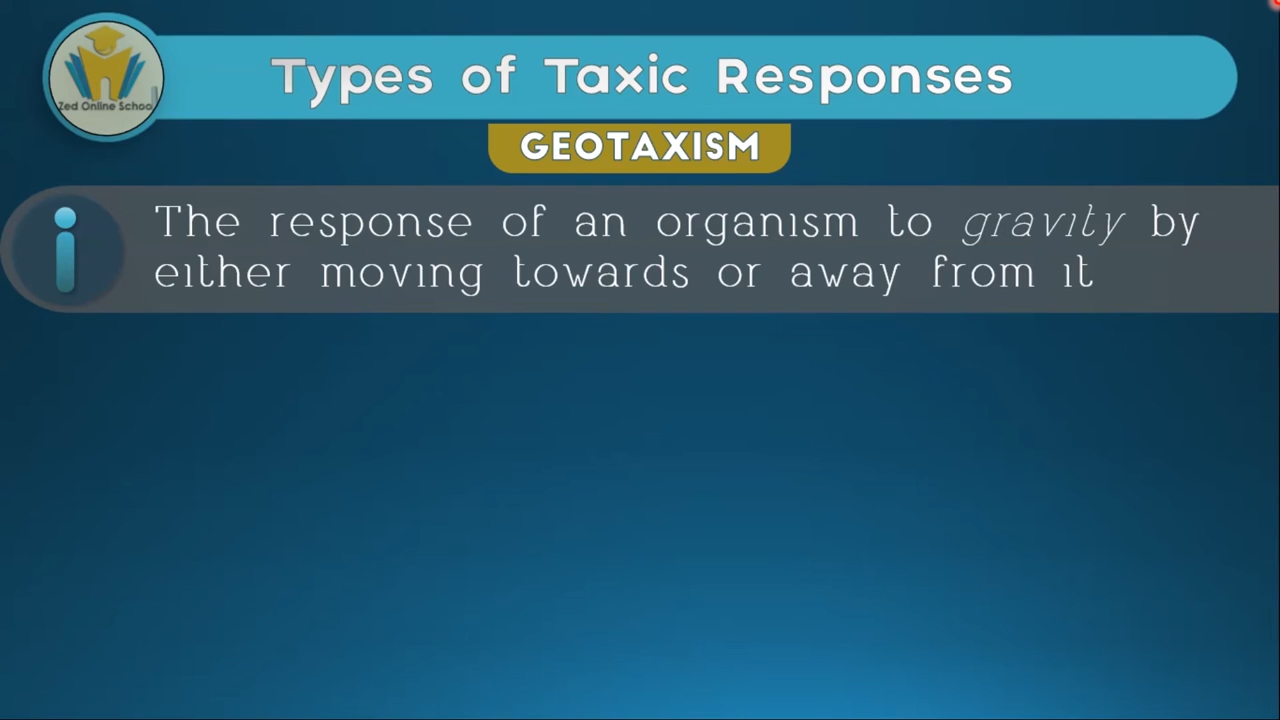 Zed Online School
Types of Taxic Responses
GEOTAXISM
The response of an organism to gravity by
either moving towards or away from it